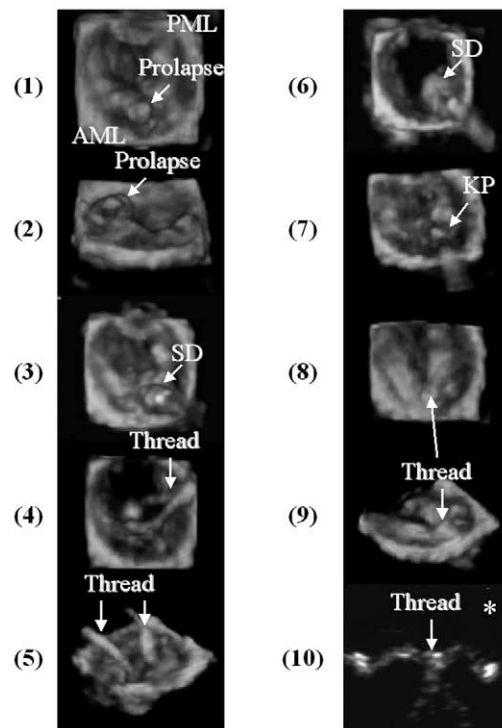 PML
(1)
Prolapse
AML
Prolapse
(2)
SD
(3)
Thread
(4)
Thread
(5)
SD
(6)
KP
(7)
(8)
Thread
(9)
*
Thread
(10)